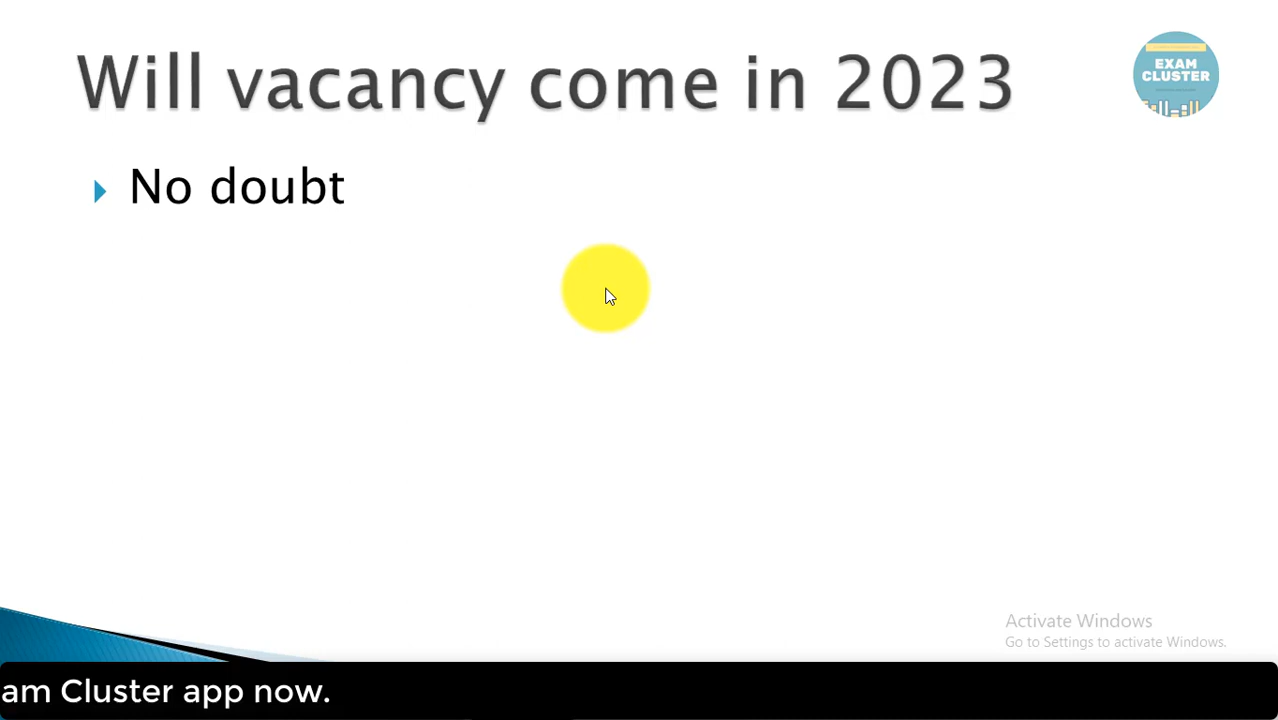 Will vacancy come in 2023
EXAM
CLUSTER
No doubt
Activate Windows
Go to Settings to activate Windows.
am Cluster app now.